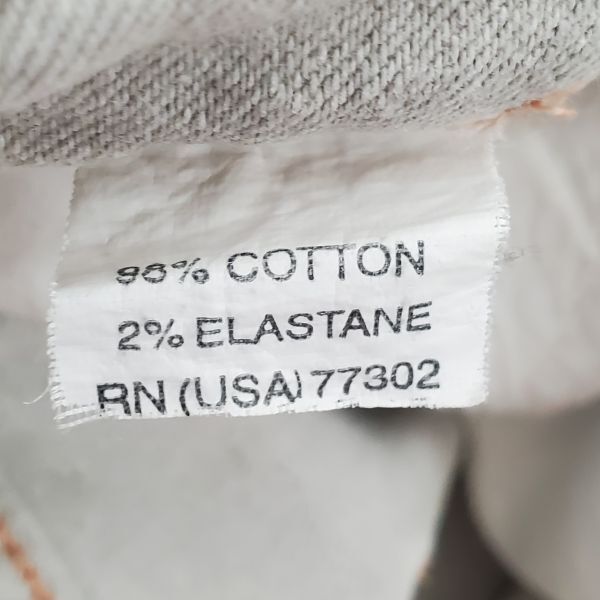 98% COTTON
2% ELASTANE
RN (USA) 77302